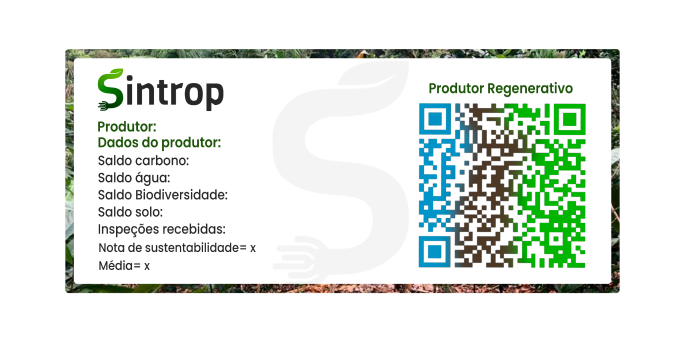 Sintrop
Produtor:
Dados do produtor:
Saldo carbono:
Saldo água:
Saldo Biodiversidade:
Saldo solo:
Inspeções recebidas:
Nota de sustentabilidade= x
Média= x
Produtor Regenerativo